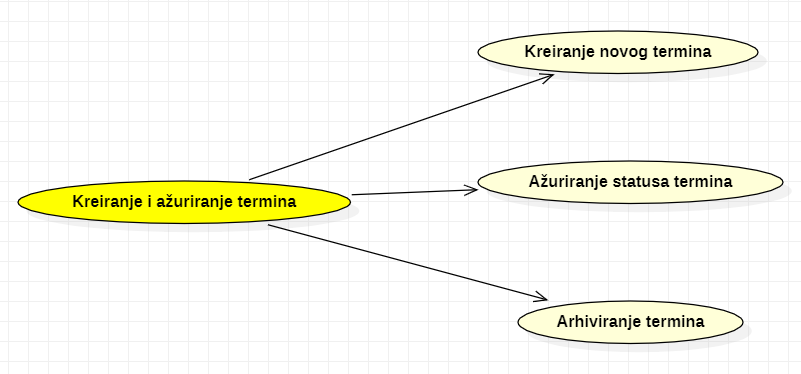 Kreiranje novog termina
Kreiranje i ažuriranje termina
Ažuriranje statusa termina
Arhiviranje termina